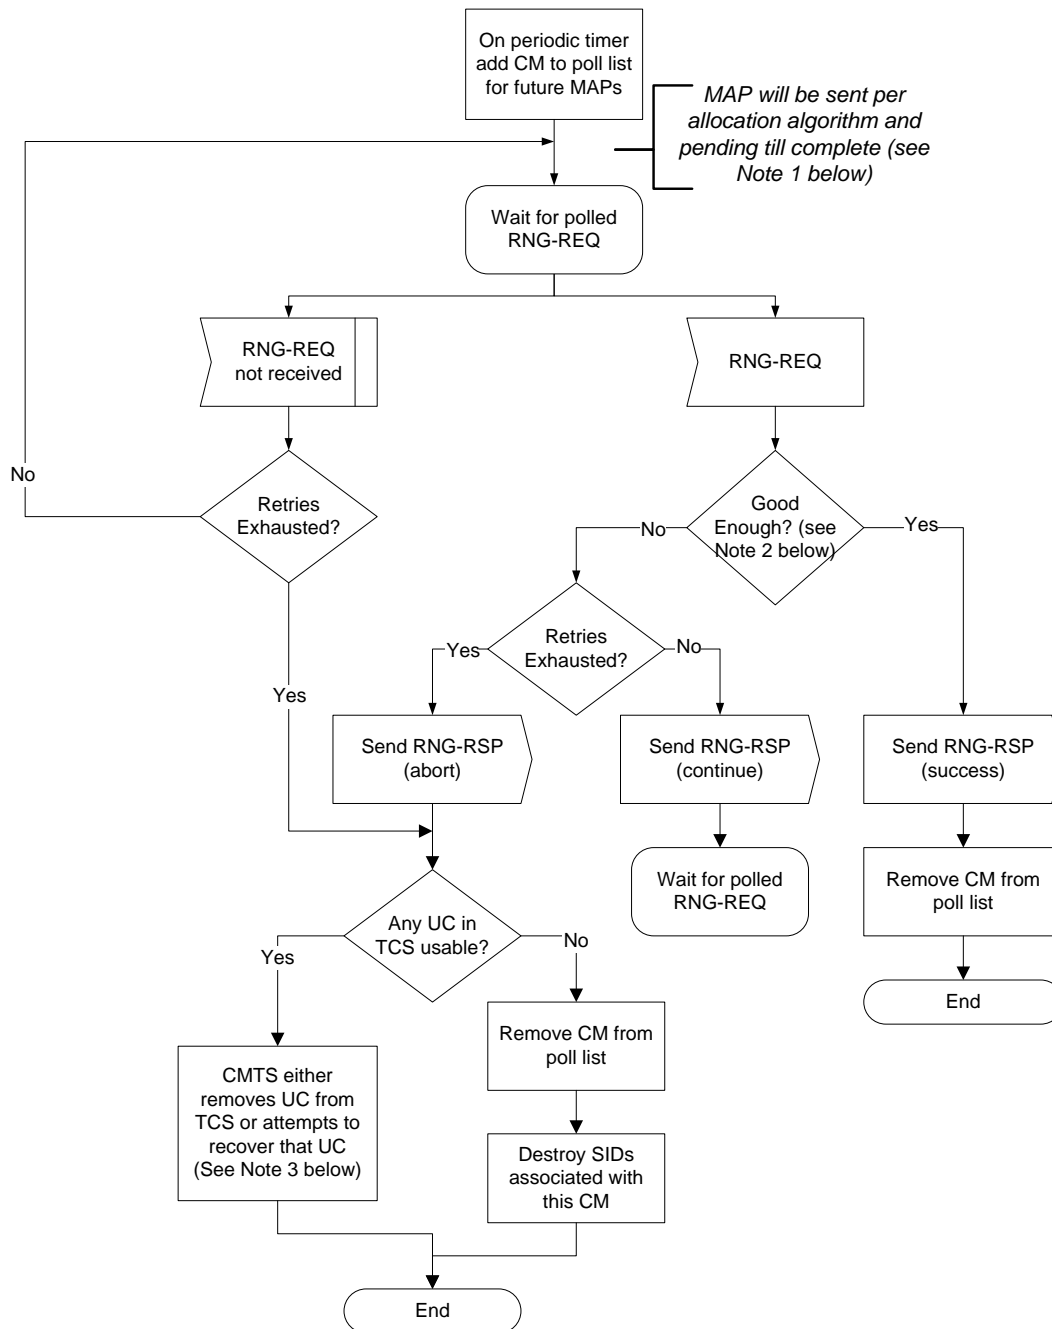 On periodic timer
add CM to poll list
for future MAPs
MAP will be sent per
allocation algorithm and
pending till complete (see
Note 1 below)
Wait for polled
RNG-REQ
RNG-REQ
not received
RNG-REQ
No
Retries
Exhausted?
Good
Enough? (see
Note 2 below)
No
Yes
Retries
Exhausted?
Yes
No
Yes
Send RNG-RSP
(abort)
Send RNG-RSP
(continue)
Send RNG-RSP
(success)
Wait for polled
RNG-REQ
Remove CM from
poll list
Any UC in
TCS usable?
Yes
No
End
Remove CM from
poll list
CMTS either
removes UC from
TCS or attempts to
recover that UC
(See Note 3 below)
Destroy SIDs
associated with
this CM
End